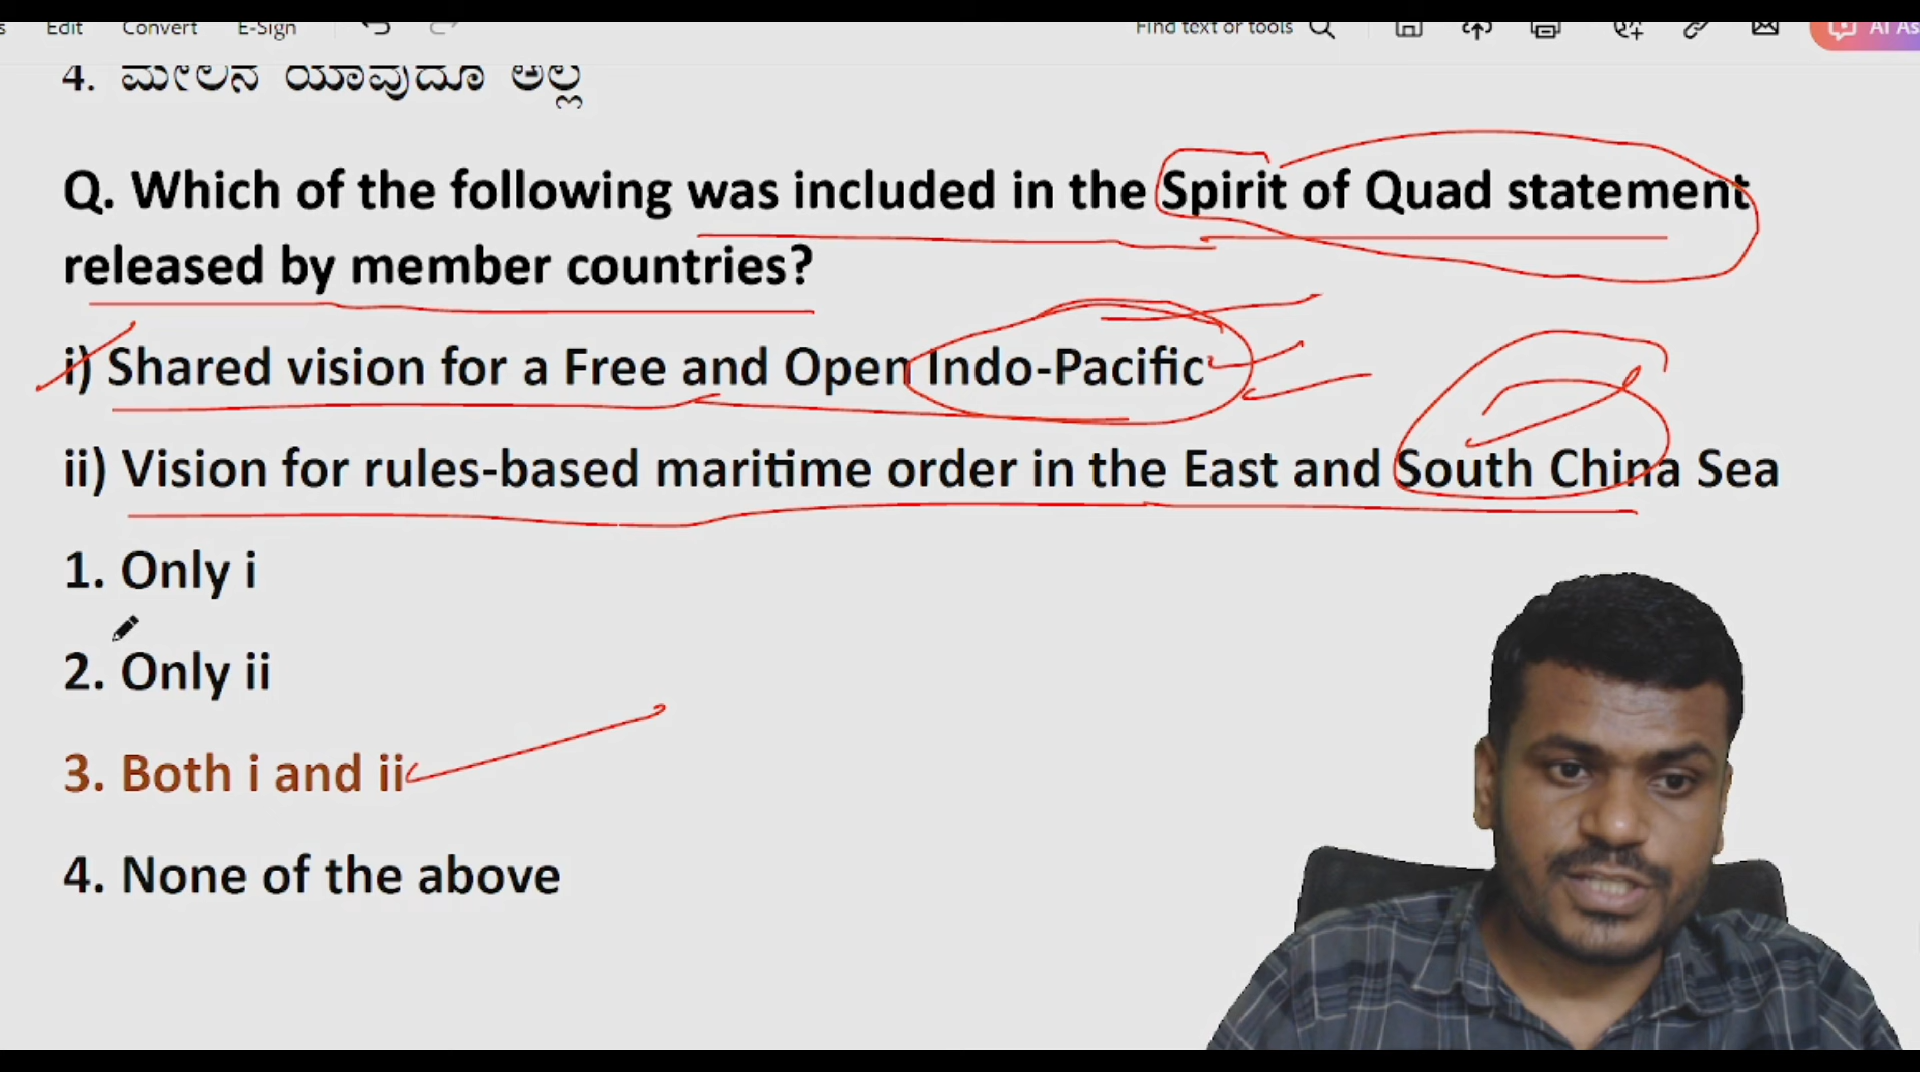 Edit Convert E-Sign Find text or tools
4. ಮೇಲಿನ ಯಾವುದೂ ಅಲ್ಲ
Q. Which of the following was included in the Spirit of Quad statement
released by member countries?
i) Shared vision for a Free and Open Indo-Pacific
ii) Vision for rules-based maritime order in the East and South China Sea
1. Only i
2. Only ii
3. Both i and ii
4. None of the above